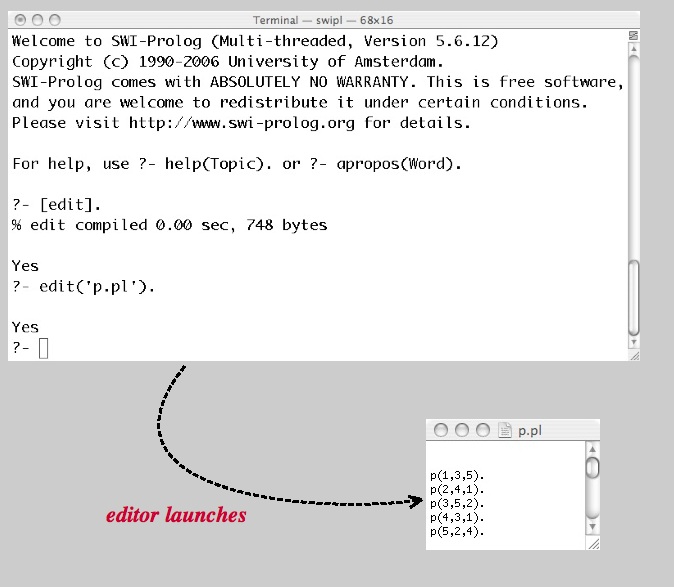 Terminal — swipl — 68x16
Welcome to SWI-Prolog (Multi-threaded, Version 5.6.12)
Copyright (c) 1990-2006 University of Amsterdam.
SWI-Prolog comes with ABSOLUTELY NO WARRANTY. This is free software,
and you are welcome to redistribute it under certain conditions.
Please visit http://www.swi-prolog.org for details.
For help, use ?- help(Topic). or ?- apropos(Word).
?- [edit].
% edit compiled 0.00 sec, 748 bytes
Yes
?- edit('p.pl').
Yes
?-
editor launches
p.pl
p(1,3,5).
p(2,4,1).
p(3,5,2).
p(4,3,1).
p(5,2,4).